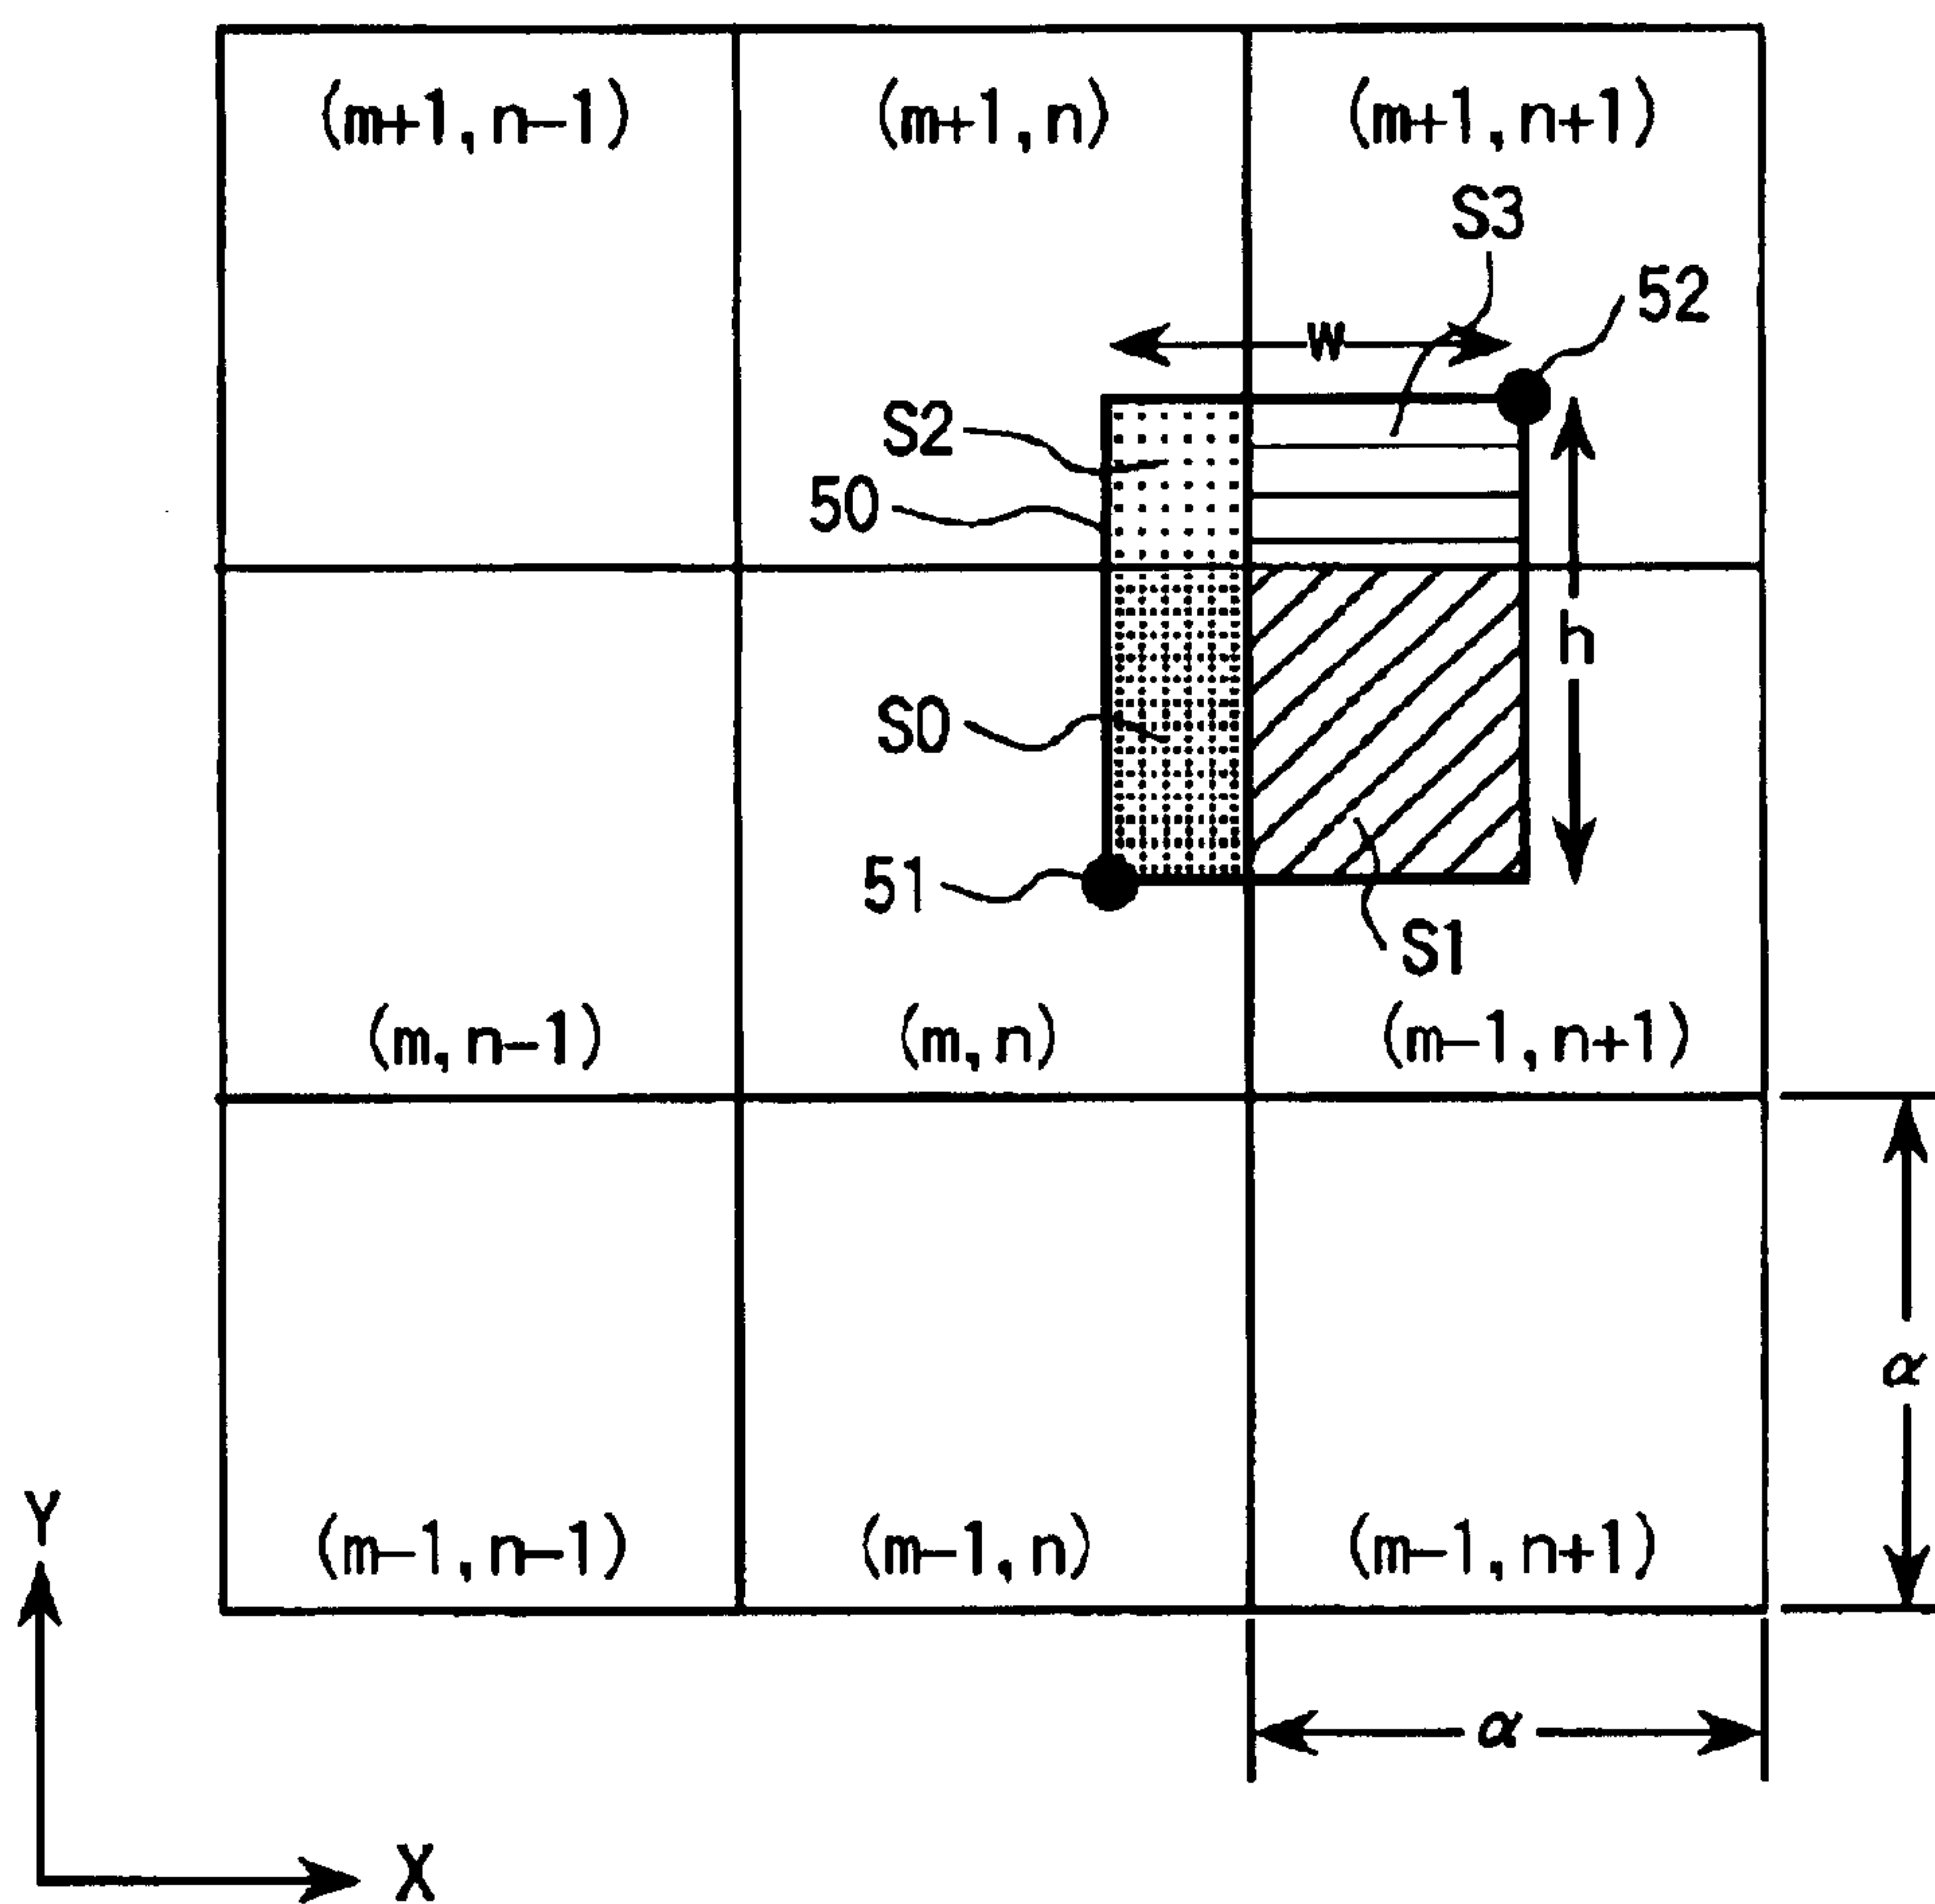 (m+1,n-1)
(m+1,n)
(m+1,n+1)
S3
52
w
S2
50
h
S0
51
S1
(m,n-1)
(m,n)
(m-1,n+1)
α
(m-1,n-1)
(m-1,n)
(m-1,n+1)
Y
α
X